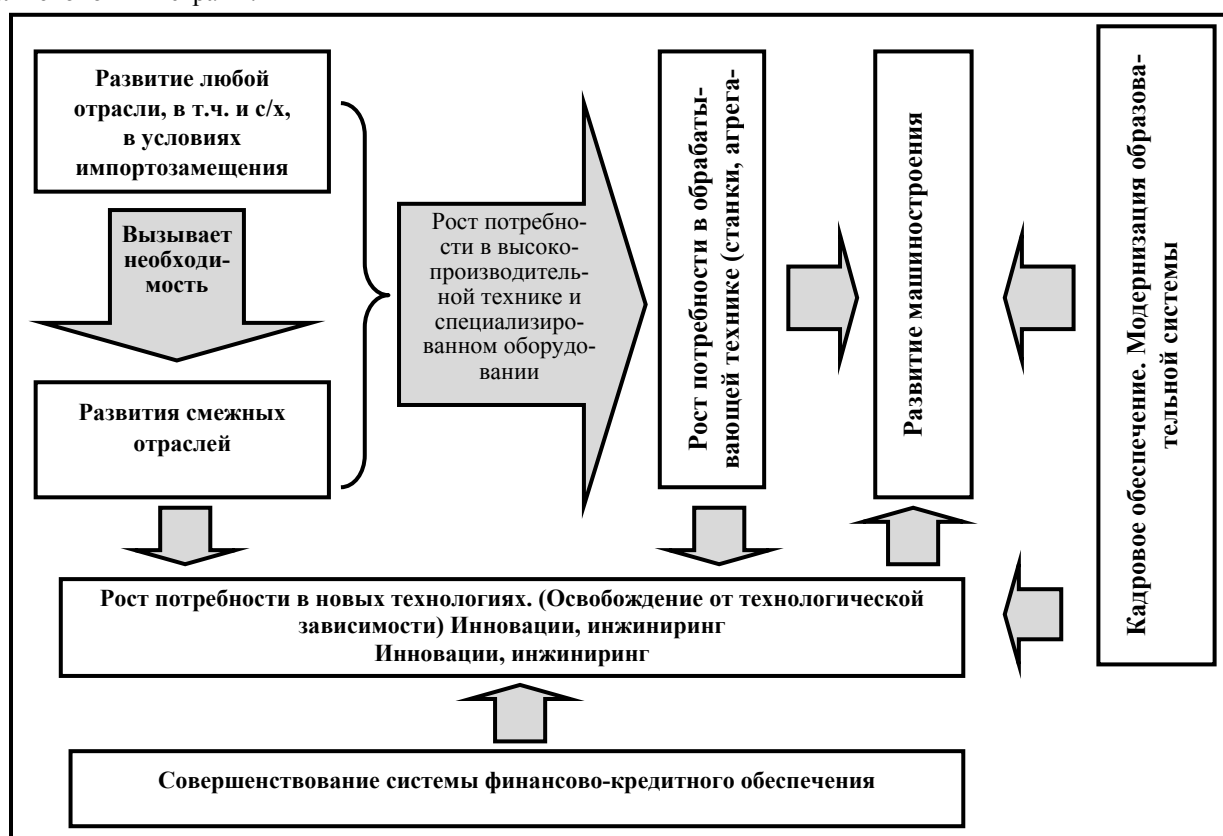 Развитие любой
отрасли, в т.ч. и с/х,
в условиях
импортозамещения
Вызывает
необходи-
мость
Развития смежных
отраслей
Рост потребно-
сти в высоко-
производитель-
ной технике и
специализиро-
ванном оборудо-
вании
Рост потребности в обрабаты-
вающей технике (станки, агрега-
Развитие машиностроения
Кадровое обеспечение. Модернизация образова-
тельной системы
Рост потребности в новых технологиях. (Освобождение от технологической
зависимости) Инновации, инжиниринг
Инновации, инжиниринг
Совершенствование системы финансово-кредитного обеспечения